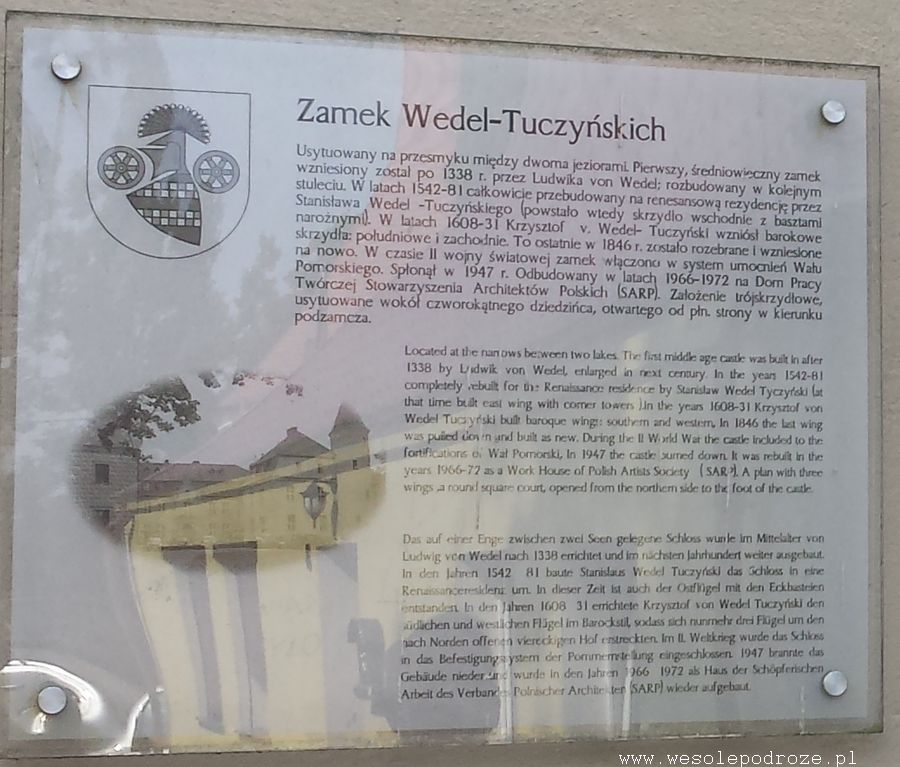 Zamek Wedel-Tuczyńskich
Usytuowany na przesmyku między dwoma jeziorami. Pierwszy, średniowieczny zamek
wzniesiony został po 1338 r. przez Ludwika von Wedel; rozbudowany w kolejnym
stuleciu. W latach 1542-81 całkowicie przebudowany na renesansową rezydencję przez
Stanisława Wedel -Tuczyńskiego (powstało wtedy skrzydło wschodnie z basztami
narożnymi). W latach 1608-31 Krzysztof v. Wedel- Tuczyński wzniósł barokowe
skrzydła: południowe i zachodnie. To ostatnie w 1846 r. zostało rozebrane i wzniesione
na nowo. W czasie II wojny światowej zamek włączono w system umocnień Wału
Pomorskiego. Spłonął w 1947 r. Odbudowany w latach 1966-1972 na Dom Pracy
Twórczej Stowarzyszenia Architektów Polskich (SARP). Założenie trójskrzydłowe,
usytuowane wokół czworokątnego dziedzińca, otwartego od płn. strony w kierunku
podzamcza.
Located at the narrows between two lakes. The first middle age castle was built in after
1338 by Ludwik von Wedel, enlarged in next century. In the years 1542-81
completely rebuilt for the Renaissance residence by Stanisław Wedel Tyczyński (at
that time built east wing with corner towers ).In the years 1608-31 Krzysztof von
Wedel Tuczyński built baroque wings: southern and western, In 1846 the last wing
was pulled down and built as new. During the II World War the castle included to the
fortifications of Wał Pomorski, In 1947 the castle burned down. It was rebuilt in the
years 1966-72 as a Work House of Polish Artists Society ( SARP). A plan with three
wings ,a round square court, opened from the northern side to the foot of the castle.
Das auf einer Enge zwischen zwei Seen gelegene Schloss wurde im Mittelalter von
Ludwig von Wedel nach 1338 errichtet und im nächsten Jahrhundert weiter ausgebaut.
In den Jahren 1542 81 baute Stanislaus Wedel Tuczyński das Schloss in eine
Renaissanceresidenz um. In dieser Zeit ist auch der Ostflügel mit den Eckbasteien
entstanden. In den Jahren 1608 31 errichtete Krzysztof von Wedel Tuczyński den
südlichen und westlichen Flügel im Barockstil, sodass sich nunmehr drei Flügel um den
nach Norden offenen viereckigen Hof erstreckten. Im II. Weltkrieg wurde das Schloss
in das Befestigungssystem der Pommernstellung eingeschlossen. 1947 brannte das
Gebäude nieder und wurde in den Jahren 1966 1972 als Haus der Schöpferischen
Arbeit des Verbandes Polnischer Architekten (SARP) wieder aufgebaut.
www.wesolepodroze.pl